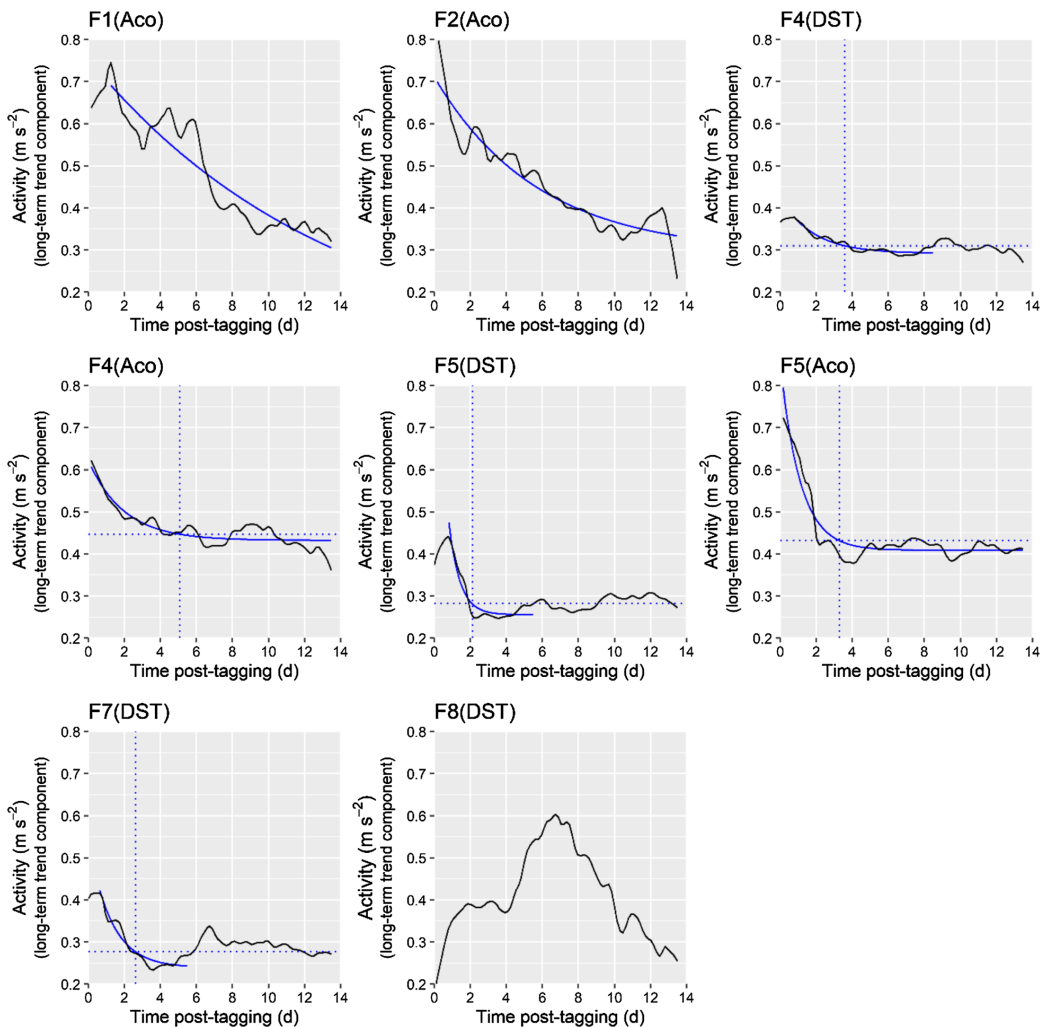 F1(Aco)
Activity (m s⁻²)
(long-term trend component)
0.8
0.7
0.6
0.5
0.4
0.3
0.2
0 2 4 6 8 10 12 14
Time post-tagging (d)
F2(Aco)
Activity (m s⁻²)
(long-term trend component)
0.8
0.7
0.6
0.5
0.4
0.3
0.2
0 2 4 6 8 10 12 14
Time post-tagging (d)
F4(DST)
Activity (m s⁻²)
(long-term trend component)
0.8
0.7
0.6
0.5
0.4
0.3
0.2
0 2 4 6 8 10 12 14
Time post-tagging (d)
F4(Aco)
Activity (m s⁻²)
(long-term trend component)
0.8
0.7
0.6
0.5
0.4
0.3
0.2
0 2 4 6 8 10 12 14
Time post-tagging (d)
F5(DST)
Activity (m s⁻²)
(long-term trend component)
0.8
0.7
0.6
0.5
0.4
0.3
0.2
0 2 4 6 8 10 12 14
Time post-tagging (d)
F5(Aco)
Activity (m s⁻²)
(long-term trend component)
0.8
0.7
0.6
0.5
0.4
0.3
0.2
0 2 4 6 8 10 12 14
Time post-tagging (d)
F7(DST)
Activity (m s⁻²)
(long-term trend component)
0.8
0.7
0.6
0.5
0.4
0.3
0.2
0 2 4 6 8 10 12 14
Time post-tagging (d)
F8(DST)
Activity (m s⁻²)
(long-term trend component)
0.8
0.7
0.6
0.5
0.4
0.3
0.2
0 2 4 6 8 10 12 14
Time post-tagging (d)